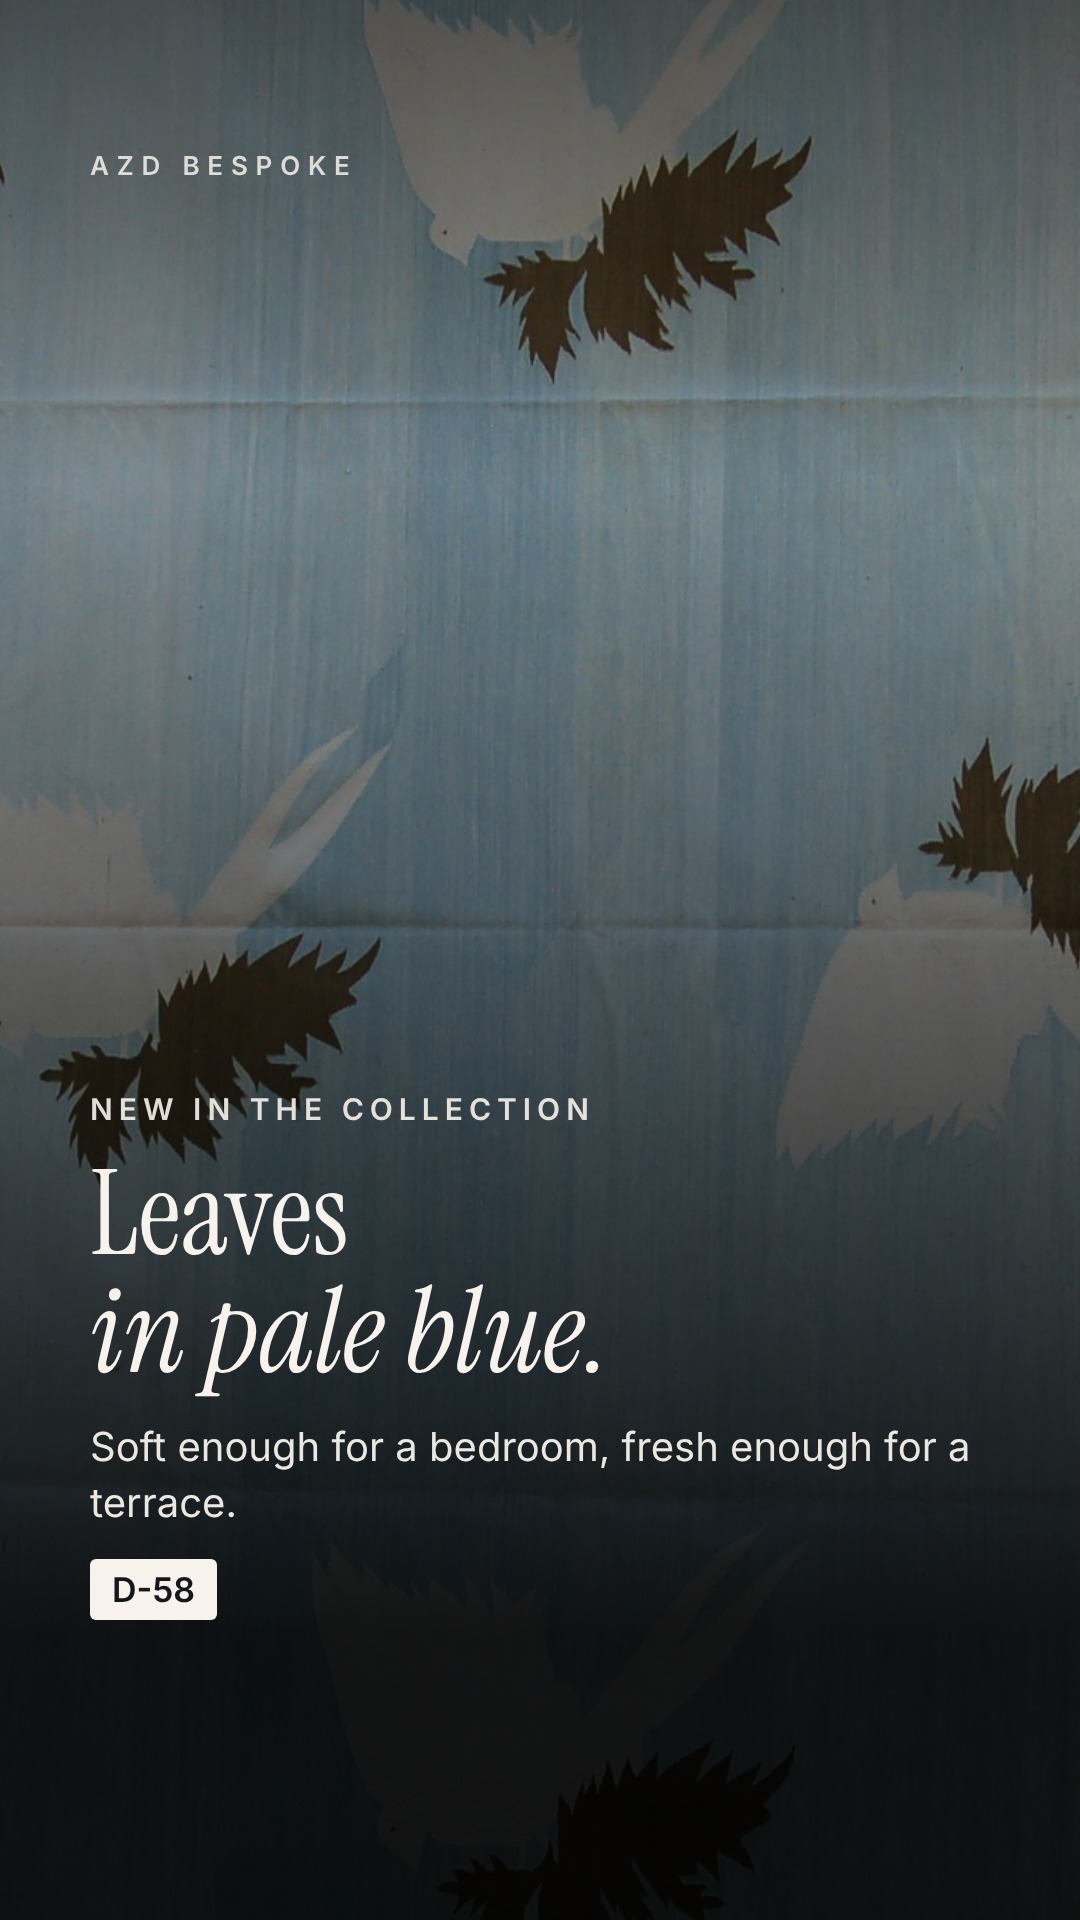 AZD BESPOKE
NEW IN THE COLLECTION
Leaves
in pale blue.
Soft enough for a bedroom, fresh enough for a
terrace.
D-58